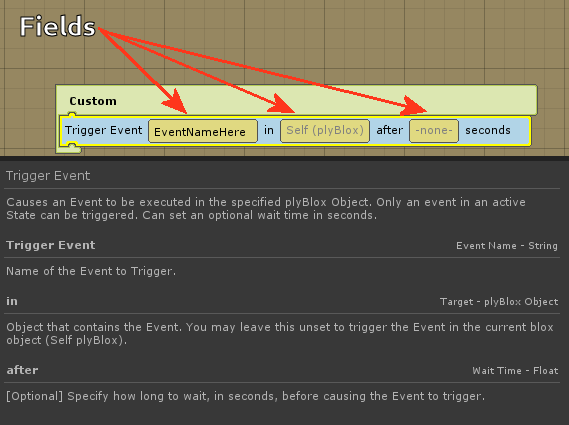 Fields
Custom
Trigger Event EventNameHere in Self (plyBlox) after -none- seconds
Trigger Event
Causes an Event to be executed in the specified plyBlox Object. Only an event in an active
State can be triggered. Can set an optional wait time in seconds.
Trigger Event Event Name - String
Name of the Event to Trigger.
in Target - plyBlox Object
Object that contains the Event. You may leave this unset to trigger the Event in the current blox
object (Self plyBlox).
after Wait Time - Float
[Optional] Specify how long to wait, in seconds, before causing the Event to trigger.